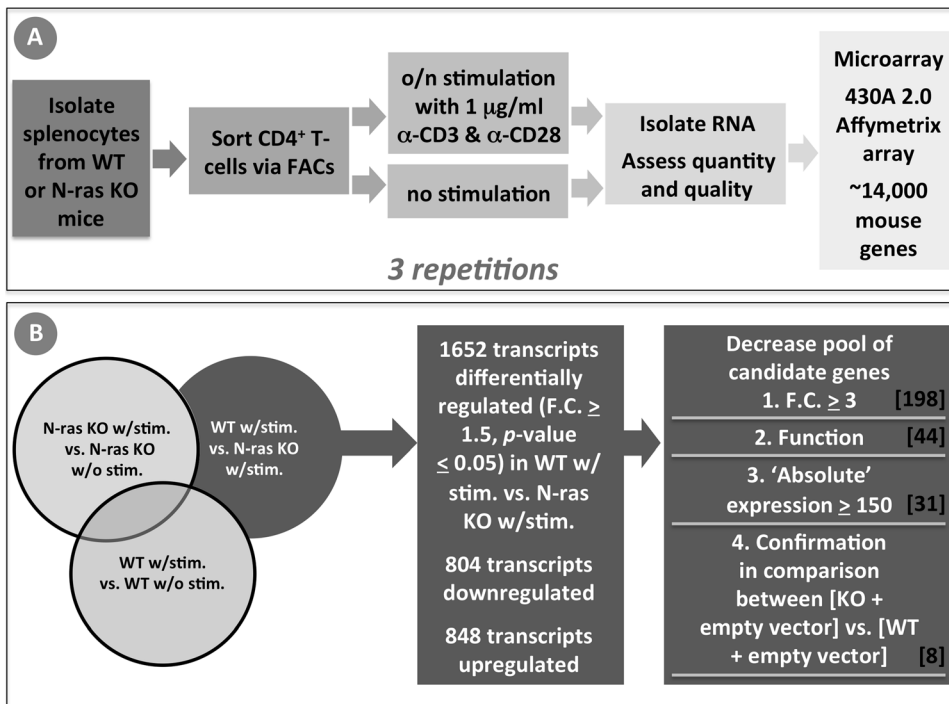 A
Isolate
splenocytes
from WT
or N-ras KO
mice
Sort CD4⁺ T-
cells via FACs
o/n stimulation
with 1 μg/ml
α-CD3 & α-CD28
no stimulation
Isolate RNA
Assess quantity
and quality
Microarray
430A 2.0
Affymetrix
array
~14,000
mouse
genes
3 repetitions
B
N-ras KO w/stim.
vs. N-ras KO
w/o stim.
WT w/stim.
vs. N-ras KO
w/stim.
WT w/stim.
vs. WT w/o stim.
1652 transcripts
differentially
regulated (F.C. ≥
1.5, p-value
≤ 0.05) in WT w/
stim. vs. N-ras
KO w/stim.
804 transcripts
downregulated
848 transcripts
upregulated
Decrease pool of
candidate genes
1. F.C. ≥ 3 [198]
2. Function [44]
3. ‘Absolute’
expression ≥ 150 [31]
4. Confirmation
in comparison
between [KO +
empty vector] vs. [WT
+ empty vector] [8]